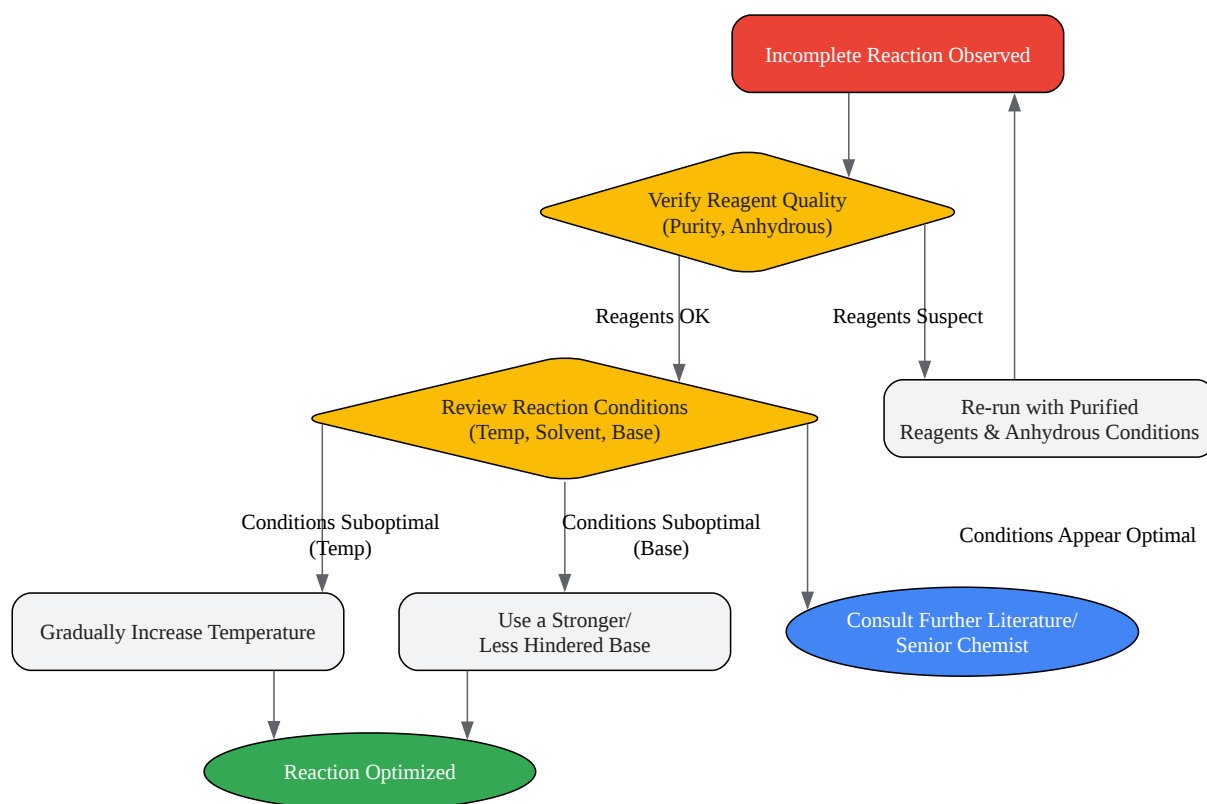 Incomplete Reaction Observed
Verify Reagent Quality
(Purity, Anhydrous)
Reagents OK
Reagents Suspect
Review Reaction Conditions
(Temp, Solvent, Base)
Re-run with Purified
Reagents & Anhydrous Conditions
Conditions Suboptimal
(Temp)
Conditions Suboptimal
(Base)
Conditions Appear Optimal
Gradually Increase Temperature
Use a Stronger/
Less Hindered Base
Consult Further Literature/
Senior Chemist
Reaction Optimized